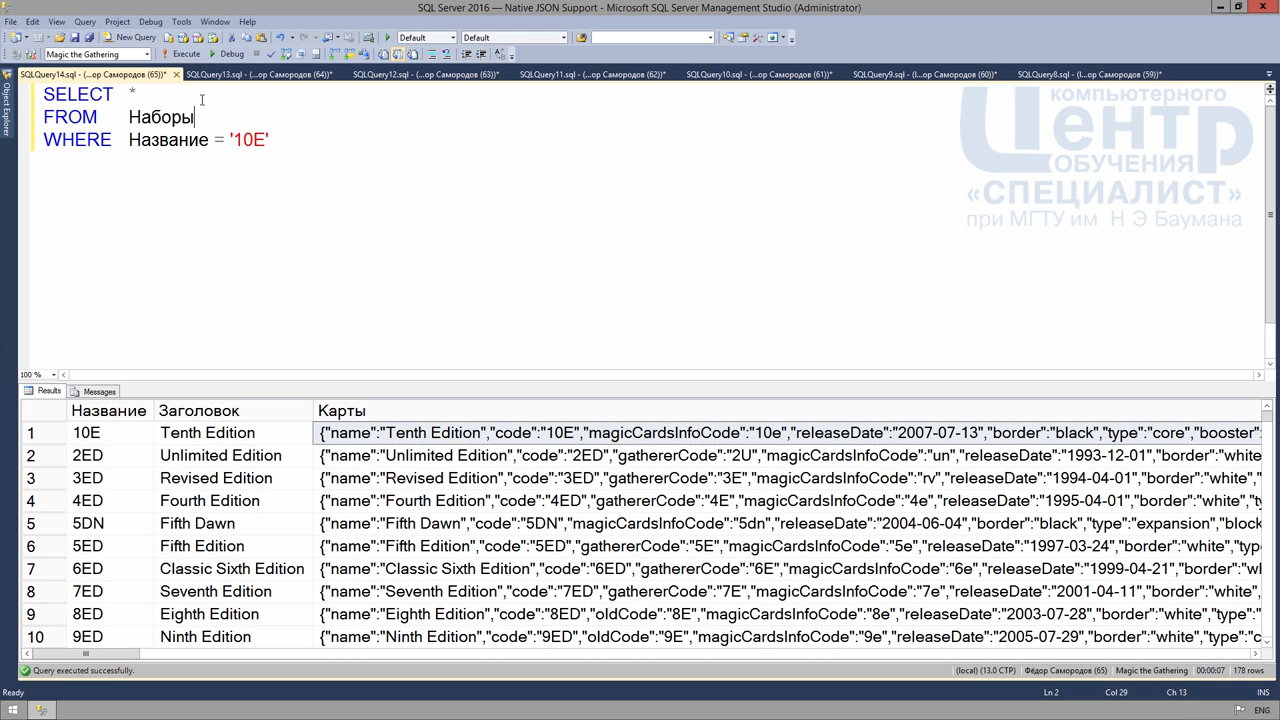 SQL Server 2016 — Native JSON Support - Microsoft SQL Server Management Studio (Administrator)
File Edit View Query Project Debug Tools Window Help
New Query Default Default
Magic the Gathering Execute Debug
SQLQuery14.sql - (...ор Самородов (65))* SQLQuery13.sql - (...ор Самородов (64))* SQLQuery12.sql - (...ор Самородов (63))* SQLQuery11.sql - (...ор Самородов (62))* SQLQuery10.sql - (...ор Самородов (61))* SQLQuery9.sql - (...ор Самородов (60))* SQLQuery8.sql - (...ор Самородов (59))*
Object Explorer
SELECT *
FROM Наборы
WHERE Название = '10E'
компьютерного
Центр
ОБУЧЕНИЯ
«СПЕЦИАЛИСТ»
при МГТУ им Н Э Баумана
100 %
Results Messages
Название Заголовок Карты
1 10E Tenth Edition {"name":"Tenth Edition","code":"10E","magicCardsInfoCode":"10e","releaseDate":"2007-07-13","border":"black","type":"core","booster":
2 2ED Unlimited Edition {"name":"Unlimited Edition","code":"2ED","gathererCode":"2U","magicCardsInfoCode":"un","releaseDate":"1993-12-01","border":"white
3 3ED Revised Edition {"name":"Revised Edition","code":"3ED","gathererCode":"3E","magicCardsInfoCode":"rv","releaseDate":"1994-04-01","border":"white",
4 4ED Fourth Edition {"name":"Fourth Edition","code":"4ED","gathererCode":"4E","magicCardsInfoCode":"4e","releaseDate":"1995-04-01","border":"white","t
5 5DN Fifth Dawn {"name":"Fifth Dawn","code":"5DN","magicCardsInfoCode":"5dn","releaseDate":"2004-06-04","border":"black","type":"expansion","block
6 5ED Fifth Edition {"name":"Fifth Edition","code":"5ED","gathererCode":"5E","magicCardsInfoCode":"5e","releaseDate":"1997-03-24","border":"white","typ
7 6ED Classic Sixth Edition {"name":"Classic Sixth Edition","code":"6ED","gathererCode":"6E","magicCardsInfoCode":"6e","releaseDate":"1999-04-21","border":"wl
8 7ED Seventh Edition {"name":"Seventh Edition","code":"7ED","gathererCode":"7E","magicCardsInfoCode":"7e","releaseDate":"2001-04-11","border":"white",
9 8ED Eighth Edition {"name":"Eighth Edition","code":"8ED","oldCode":"8E","magicCardsInfoCode":"8e","releaseDate":"2003-07-28","border":"white","type":"
10 9ED Ninth Edition {"name":"Ninth Edition","code":"9ED","oldCode":"9E","magicCardsInfoCode":"9e","releaseDate":"2005-07-29","border":"white","type":"c
Query executed successfully. (local) (13.0 CTP) Фёдор Самородов (65) Magic the Gathering 00:00:07 178 rows
Ready Ln 2 Col 29 Ch 13 INS
ENG